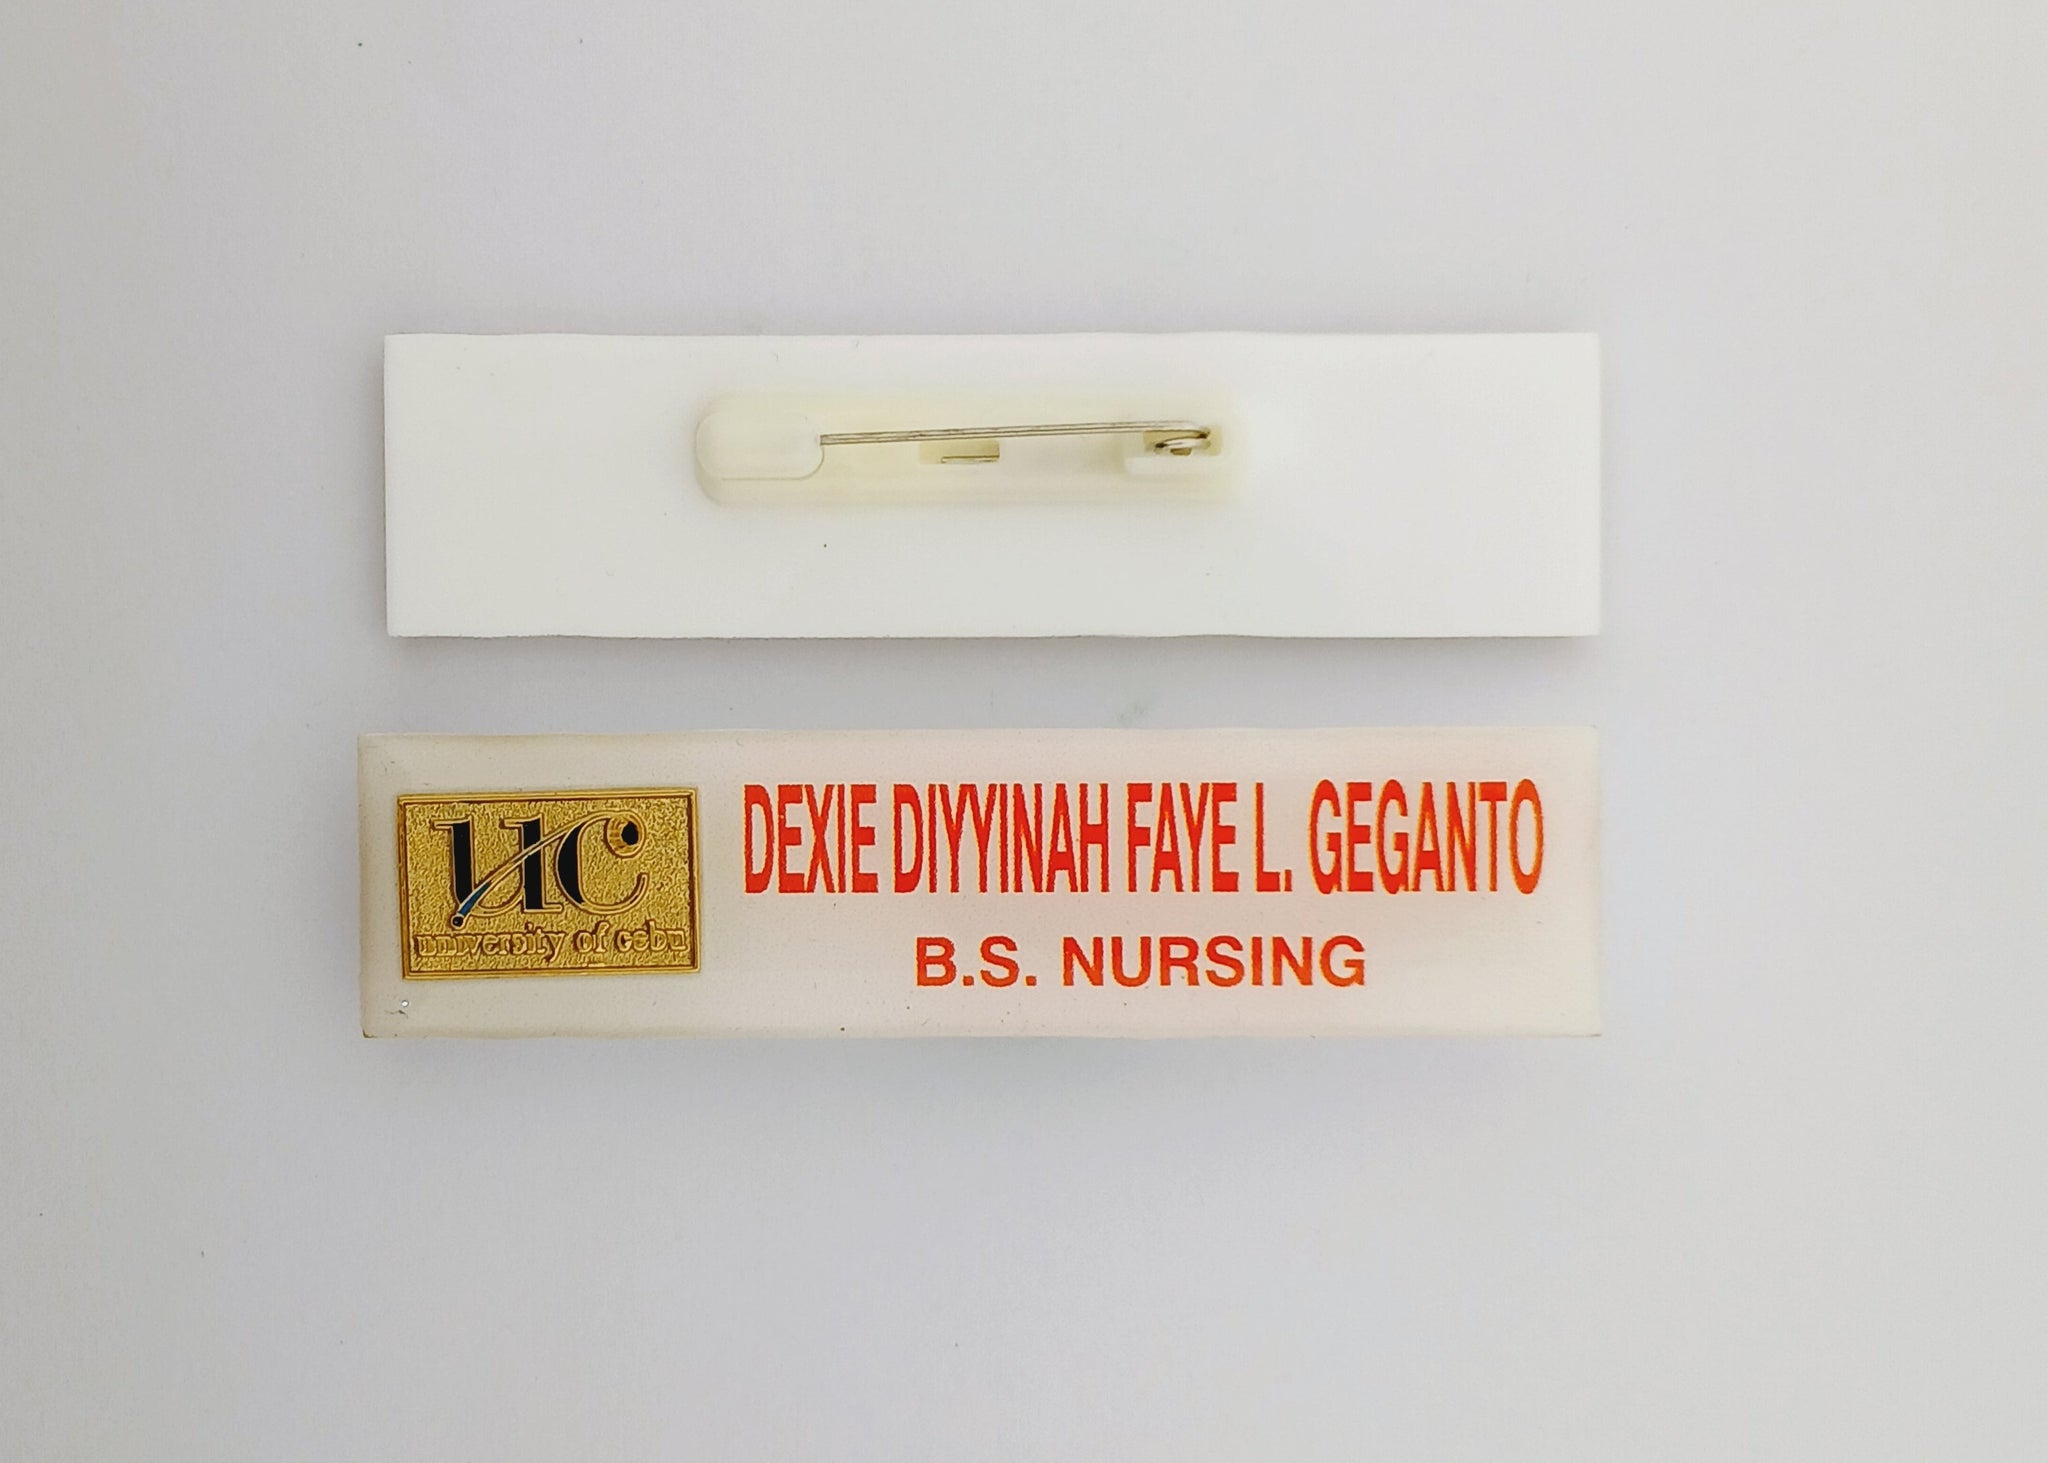 UC
university of cebu
DEXIE DIYYINAH FAYE L. GEGANTO
B.S. NURSING